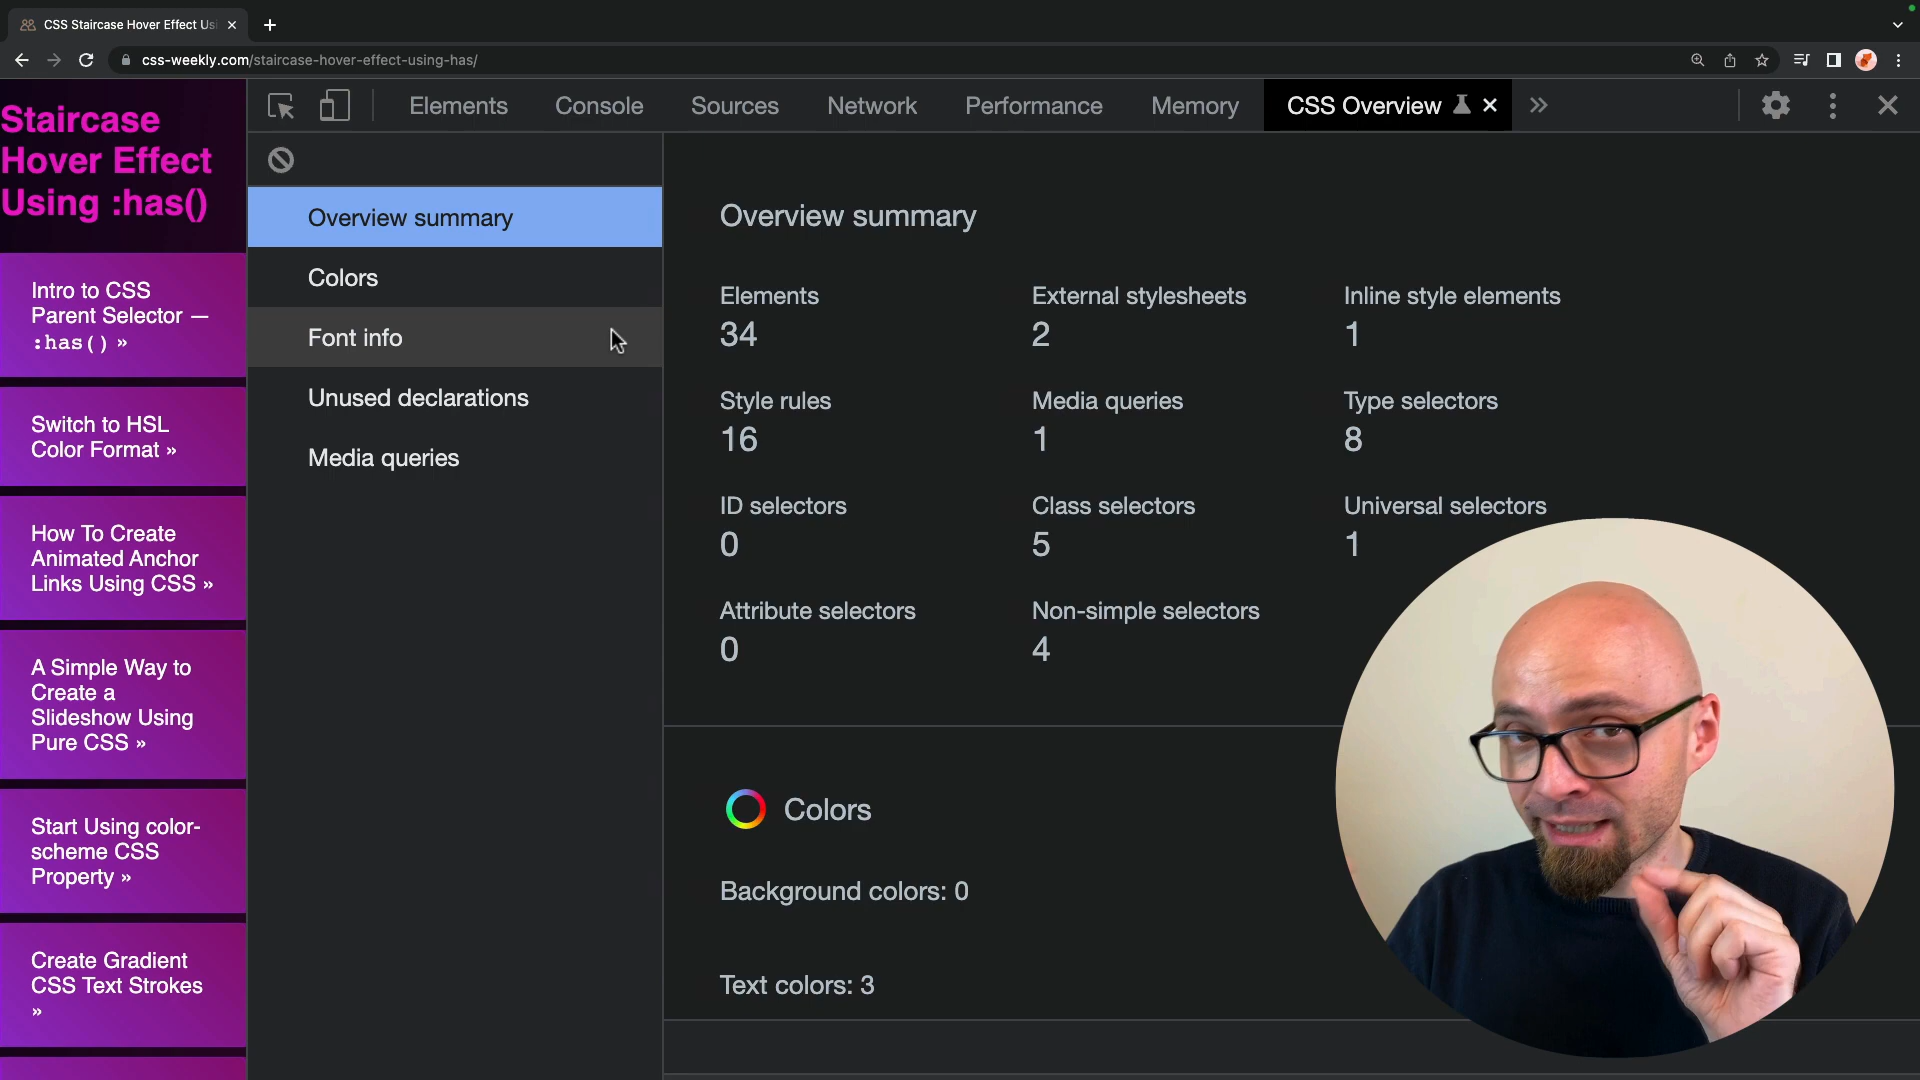 CSS Staircase Hover Effect Usi
css-weekly.com/staircase-hover-effect-using-has/
Staircase
Hover Effect
Using :has()
Intro to CSS
Parent Selector —
:has() »
Switch to HSL
Color Format »
How To Create
Animated Anchor
Links Using CSS »
A Simple Way to
Create a
Slideshow Using
Pure CSS »
Start Using color-
scheme CSS
Property »
Create Gradient
CSS Text Strokes
»
Elements
Console
Sources
Network
Performance
Memory
CSS Overview
Overview summary
Colors
Font info
Unused declarations
Media queries
Overview summary
Elements
34
External stylesheets
2
Inline style elements
1
Style rules
16
Media queries
1
Type selectors
8
ID selectors
0
Class selectors
5
Universal selectors
1
Attribute selectors
0
Non-simple selectors
4
Colors
Background colors: 0
Text colors: 3